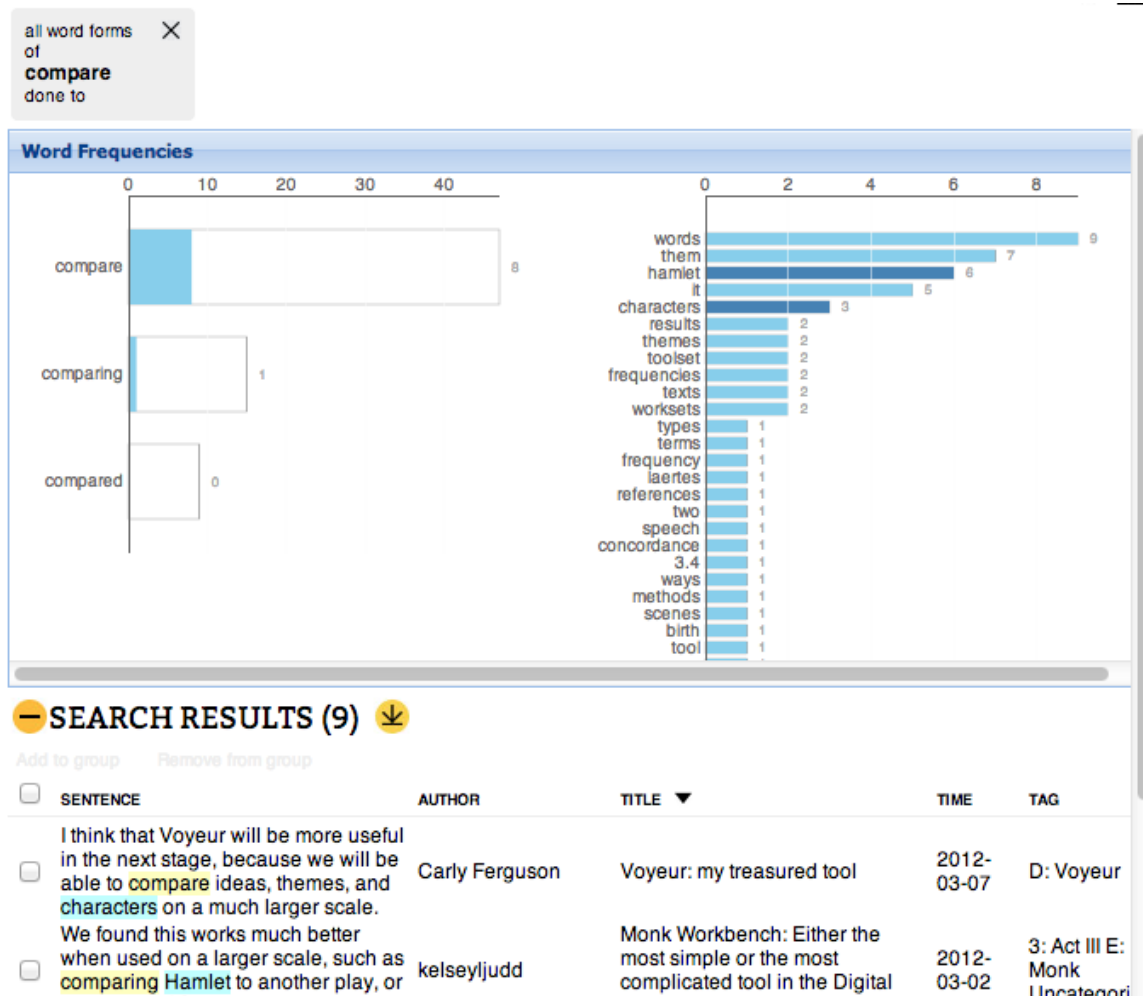 all word forms
of
compare
done to
Word Frequencies
0 10 20 30 40
compare 8
comparing 1
compared 0
0 2 4 6 8
words 9
them 7
hamlet 6
it 5
characters 3
results 2
themes 2
toolset 2
frequencies 2
texts 2
worksets 2
types 1
terms 1
frequency 1
laertes 1
references 1
two 1
speech 1
concordance 1
3.4 1
ways 1
methods 1
scenes 1
birth 1
tool 1
SEARCH RESULTS (9)
Add to group Remove from group
SENTENCE AUTHOR TITLE TIME TAG
I think that Voyeur will be more useful
in the next stage, because we will be
able to compare ideas, themes, and
characters on a much larger scale.
Carly Ferguson
Voyeur: my treasured tool
2012-
03-07
D: Voyeur
We found this works much better
when used on a larger scale, such as
comparing Hamlet to another play, or
kelseyljudd
Monk Workbench: Either the
most simple or the most
complicated tool in the Digital
2012-
03-02
3: Act III E:
Monk
Uncategori